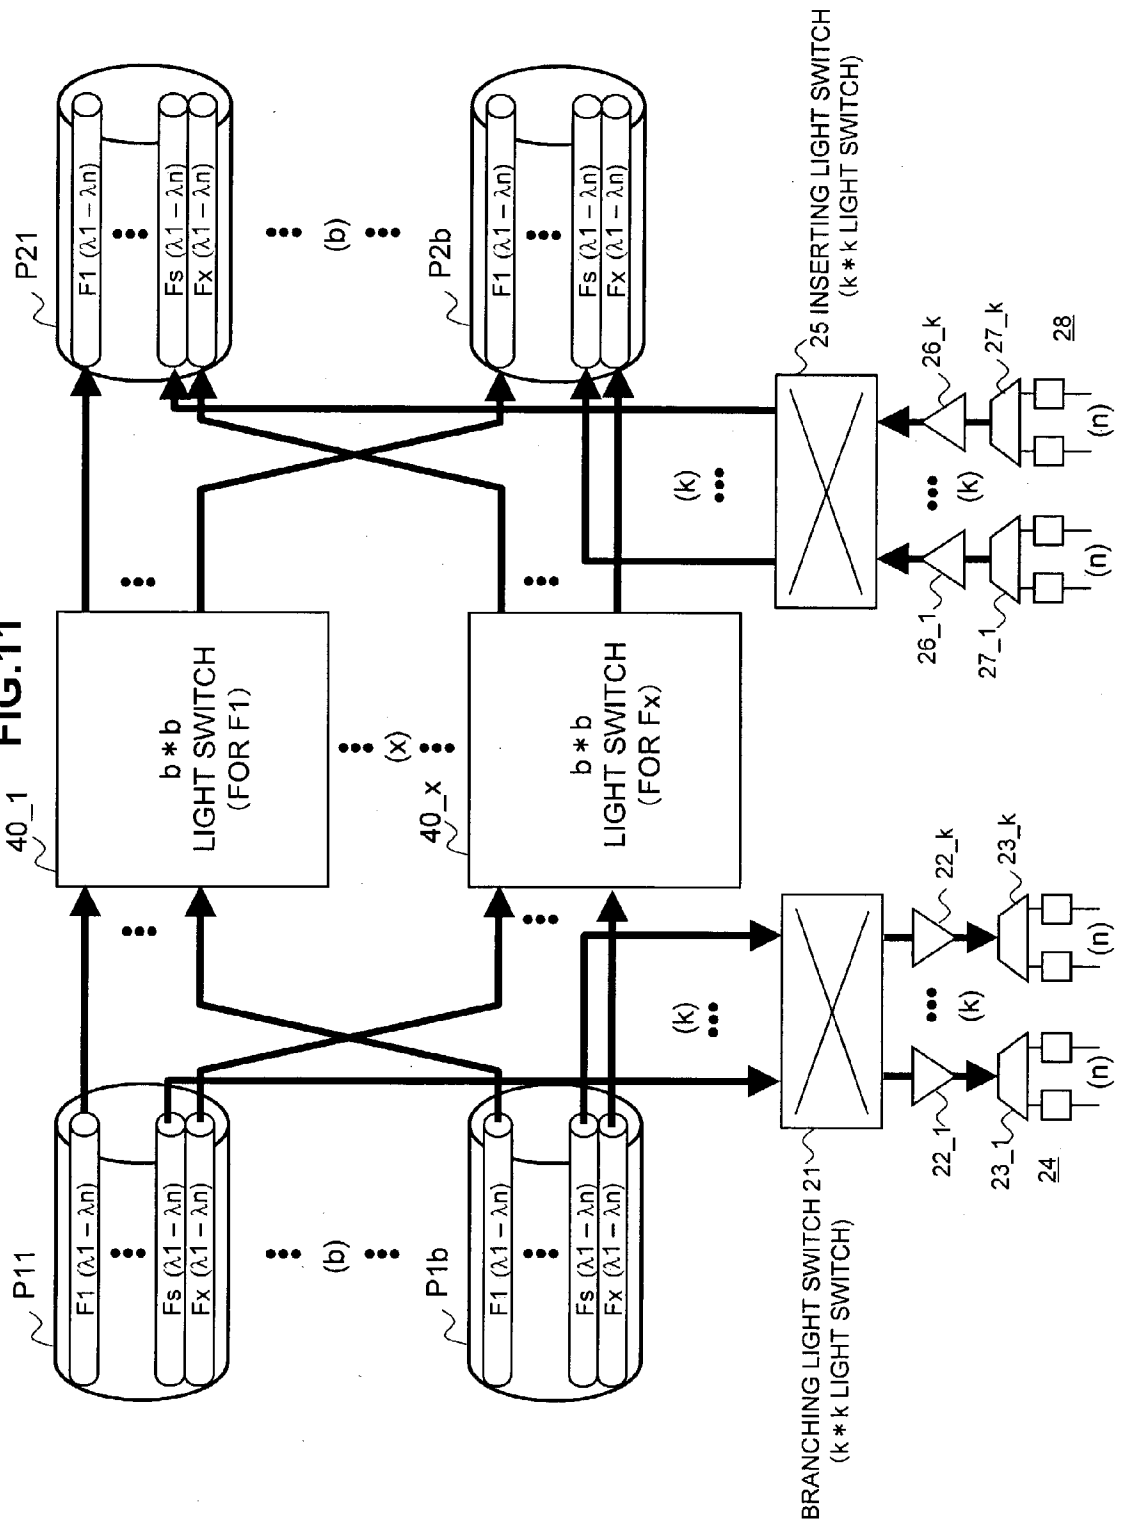 FIG.11
P11
F1 (λ1 – λn)
Fs (λ1 – λn)
Fx (λ1 – λn)
(b)
P1b
F1 (λ1 – λn)
Fs (λ1 – λn)
Fx (λ1 – λn)
40_1
b*b
LIGHT SWITCH
(FOR F1)
(x)
40_x
b*b
LIGHT SWITCH
(FOR Fx)
P21
F1 (λ1 – λn)
Fs (λ1 – λn)
Fx (λ1 – λn)
(b)
P2b
F1 (λ1 – λn)
Fs (λ1 – λn)
Fx (λ1 – λn)
(k)
BRANCHING LIGHT SWITCH 21
(k*k LIGHT SWITCH)
22_1
(k)
22_k
23_1
23_k
24
(n)
(n)
(k)
25 INSERTING LIGHT SWITCH
(k*k LIGHT SWITCH)
26_1
(k)
26_k
27_1
27_k
28
(n)
(n)